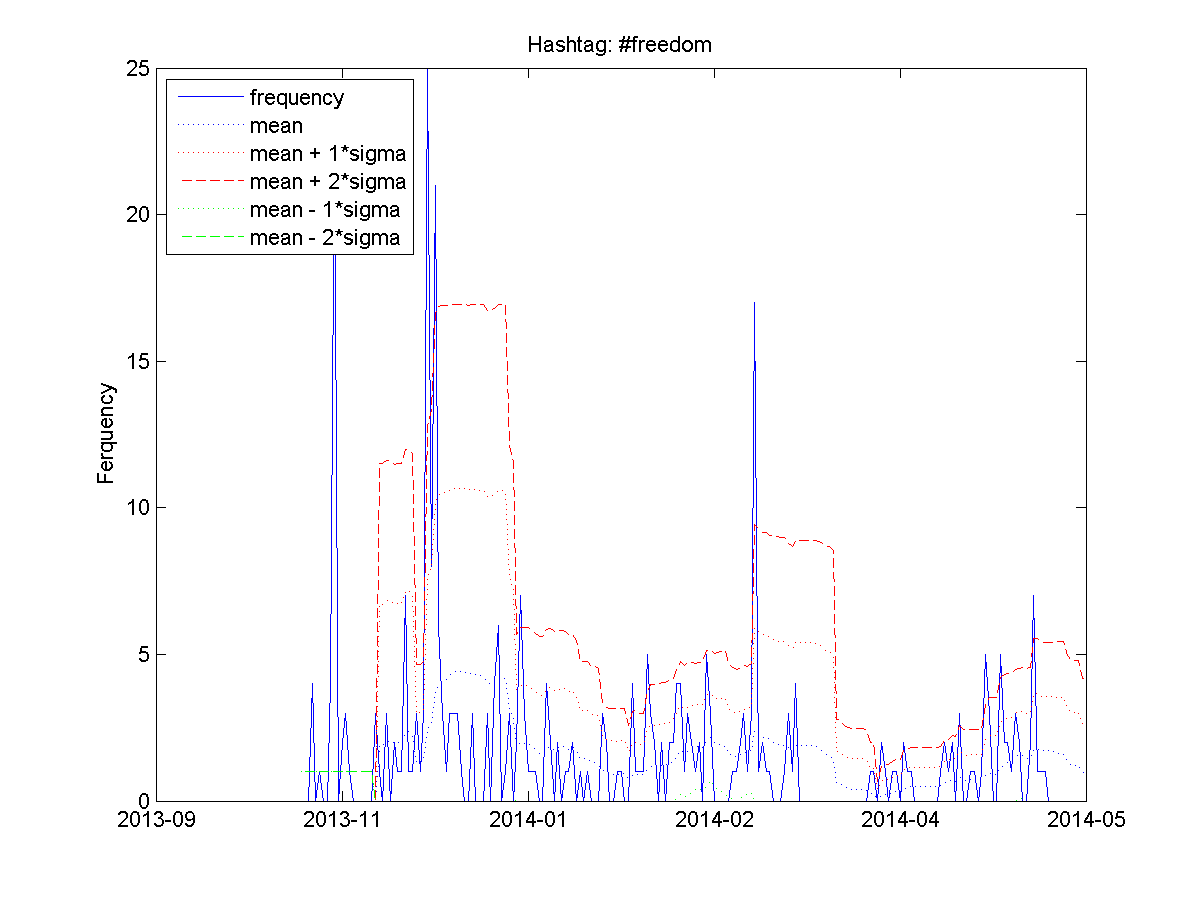 Hashtag: #freedom
25
20
15
10
5
0
Ferquency
frequency
mean
mean + 1*sigma
mean + 2*sigma
mean - 1*sigma
mean - 2*sigma
2013-09 2013-11 2014-01 2014-02 2014-04 2014-05